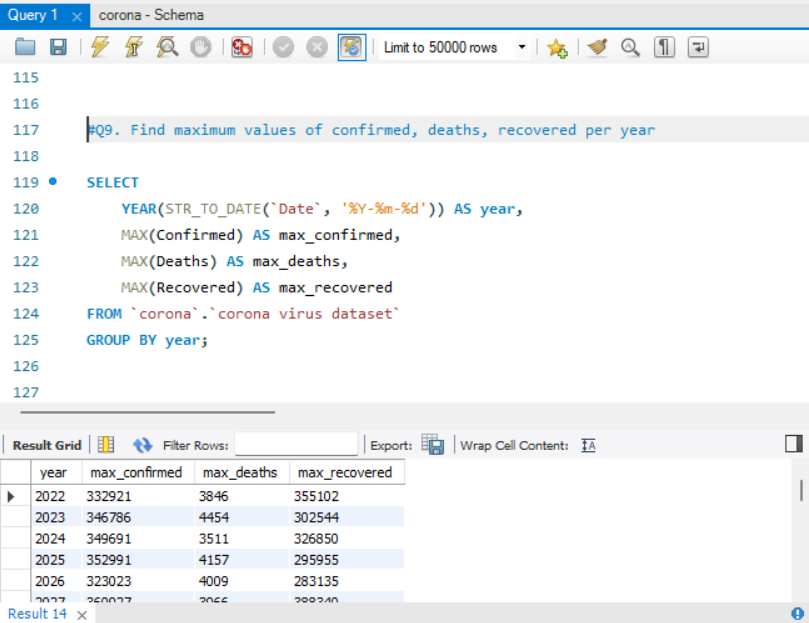 Query 1
corona - Schema
Limit to 50000 rows
115
116
117 #Q9. Find maximum values of confirmed, deaths, recovered per year
118
119 SELECT
120 YEAR(STR_TO_DATE(`Date`, '%Y-%m-%d')) AS year,
121 MAX(Confirmed) AS max_confirmed,
122 MAX(Deaths) AS max_deaths,
123 MAX(Recovered) AS max_recovered
124 FROM `corona`.`corona virus dataset`
125 GROUP BY year;
126
127
Result Grid Filter Rows: Export: Wrap Cell Content:
year max_confirmed max_deaths max_recovered
2022 332921 3846 355102
2023 346786 4454 302544
2024 349691 3511 326850
2025 352991 4157 295955
2026 323023 4009 283135
Result 14